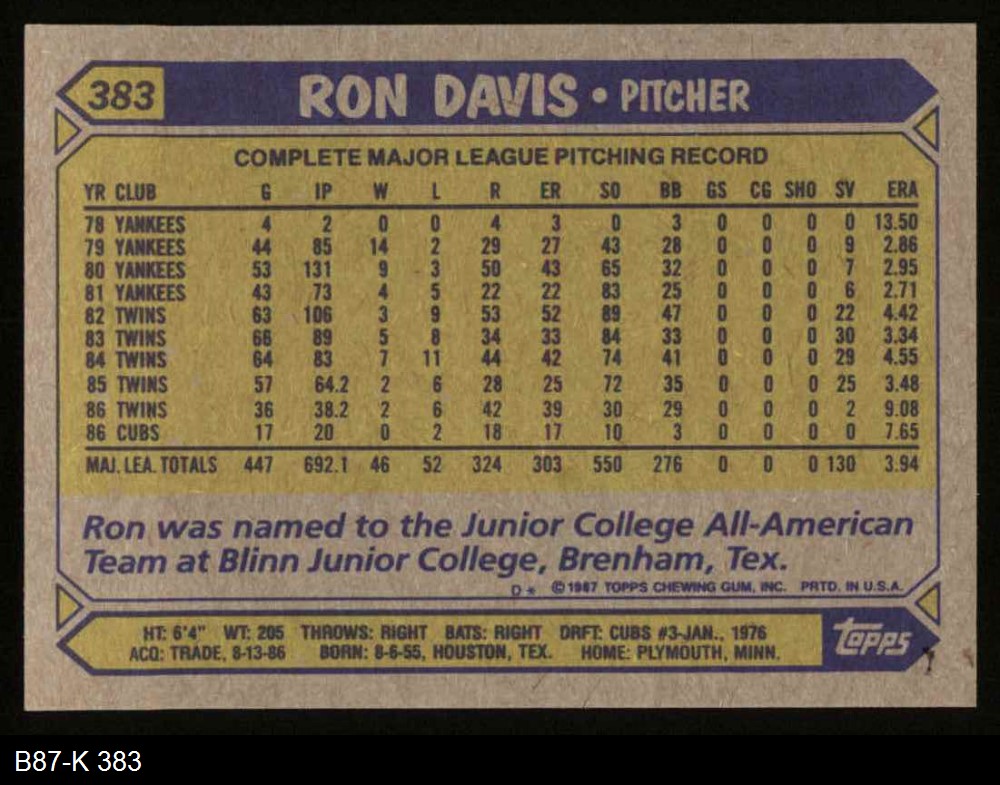 383
RON DAVIS • PITCHER
COMPLETE MAJOR LEAGUE PITCHING RECORD
YR CLUB G IP W L R ER SO BB GS CG SHO SV ERA
78 YANKEES 4 2 0 0 4 3 0 3 0 0 0 0 13.50
79 YANKEES 44 85 14 2 29 27 43 28 0 0 0 9 2.86
80 YANKEES 53 131 9 3 50 43 65 32 0 0 0 7 2.95
81 YANKEES 43 73 4 5 22 22 83 25 0 0 0 6 2.71
82 TWINS 63 106 3 9 53 52 89 47 0 0 0 22 4.42
83 TWINS 66 89 5 8 34 33 84 33 0 0 0 30 3.34
84 TWINS 64 83 7 11 44 42 74 41 0 0 0 29 4.55
85 TWINS 57 64.2 2 6 28 25 72 35 0 0 0 25 3.48
86 TWINS 36 38.2 2 6 42 39 30 29 0 0 0 2 9.08
86 CUBS 17 20 0 2 18 17 10 3 0 0 0 0 7.65
MAJ. LEA. TOTALS 447 692.1 46 52 324 303 550 276 0 0 0 130 3.94
Ron was named to the Junior College All-American
Team at Blinn Junior College, Brenham, Tex.
D* ©1987 TOPPS CHEWING GUM, INC. PRTD. IN U.S.A.
HT: 6'4" WT: 205 THROWS: RIGHT BATS: RIGHT DRFT: CUBS #3-JAN., 1976
ACQ: TRADE, 8-13-86 BORN: 8-6-55, HOUSTON, TEX. HOME: PLYMOUTH, MINN.
topps
B87-K 383